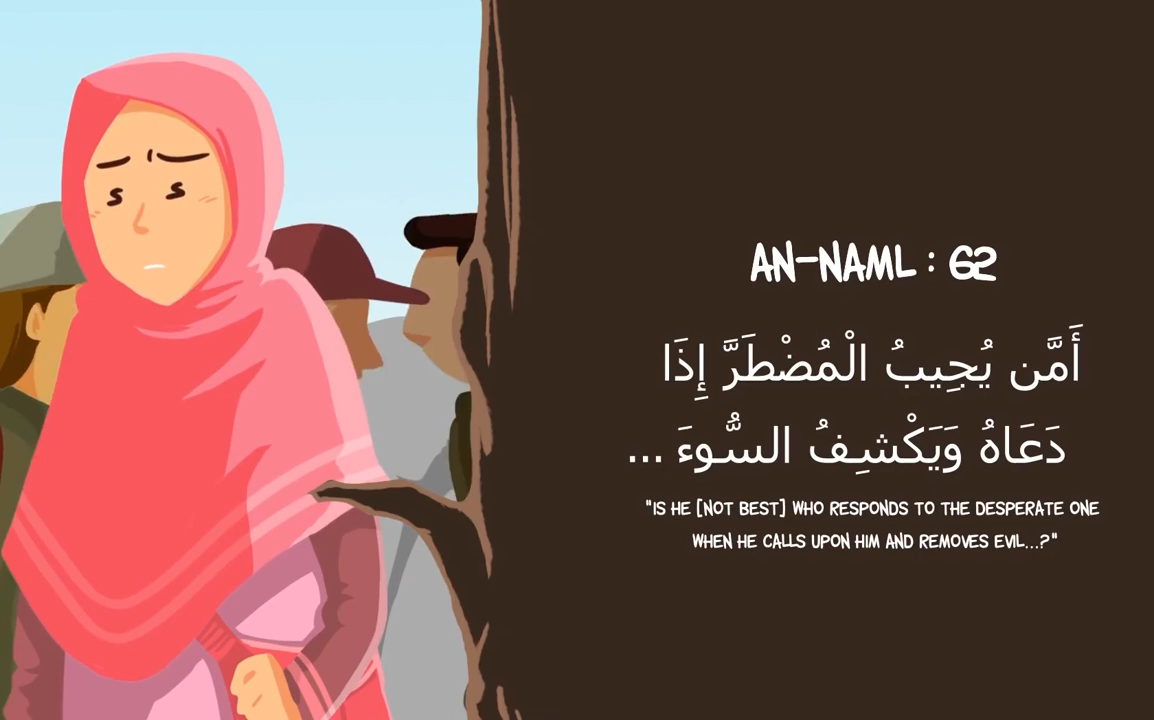 AN-NAML : 62
أَمَّن يُجِيبُ الْمُضْطَرَّ إِذَا
دَعَاهُ وَيَكْشِفُ السُّوءَ ...
"IS HE [NOT BEST] WHO RESPONDS TO THE DESPERATE ONE
WHEN HE CALLS UPON HIM AND REMOVES EVIL...?"